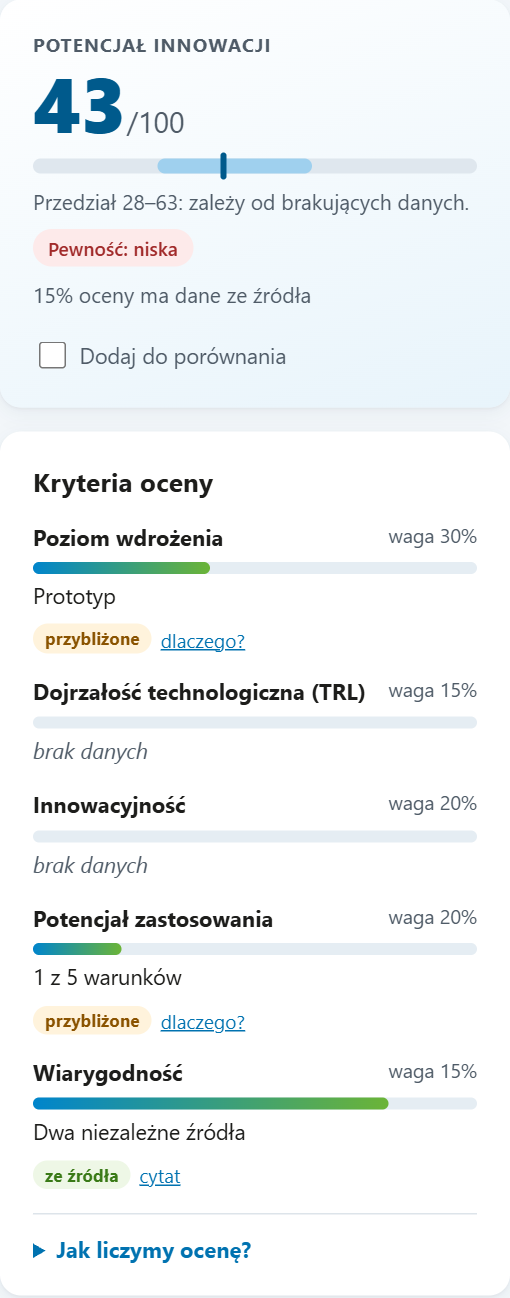 POTENCJAŁ INNOWACJI
43/100
Przedział 28–63: zależy od brakujących danych.
Pewność: niska
15% oceny ma dane ze źródła
Dodaj do porównania
Kryteria oceny
Poziom wdrożenia waga 30%
Prototyp
przybliżone dlaczego?
Dojrzałość technologiczna (TRL) waga 15%
brak danych
Innowacyjność waga 20%
brak danych
Potencjał zastosowania waga 20%
1 z 5 warunków
przybliżone dlaczego?
Wiarygodność waga 15%
Dwa niezależne źródła
ze źródła cytat
Jak liczymy ocenę?